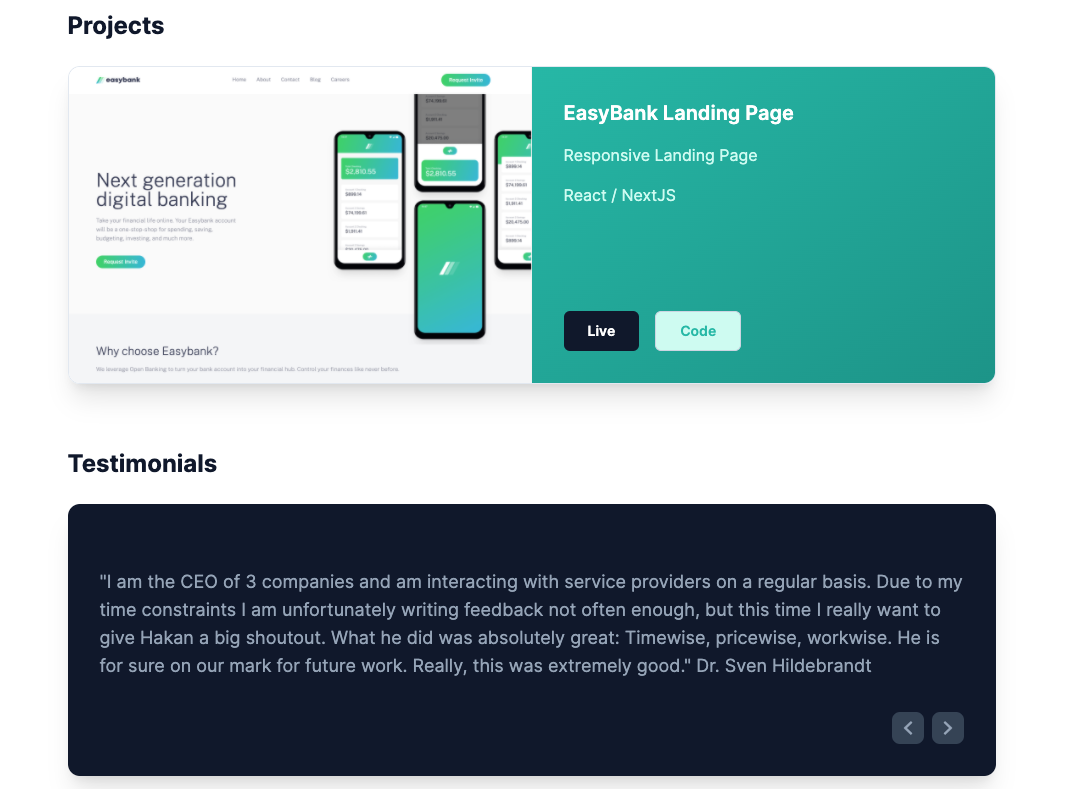 Projects
easybank
Home About Contact Blog Careers
Request Invite
Next generation
digital banking
Take your financial life online. Your Easybank account
will be a one-stop-shop for spending, saving,
budgeting, investing, and much more.
Request Invite
$2,810.55
$2,810.55
Why choose Easybank?
We leverage Open Banking to turn your bank account into your financial hub. Control your finances like never before.
EasyBank Landing Page
Responsive Landing Page
React / NextJS
Live
Code
Testimonials
"I am the CEO of 3 companies and am interacting with service providers on a regular basis. Due to my
time constraints I am unfortunately writing feedback not often enough, but this time I really want to
give Hakan a big shoutout. What he did was absolutely great: Timewise, pricewise, workwise. He is
for sure on our mark for future work. Really, this was extremely good." Dr. Sven Hildebrandt